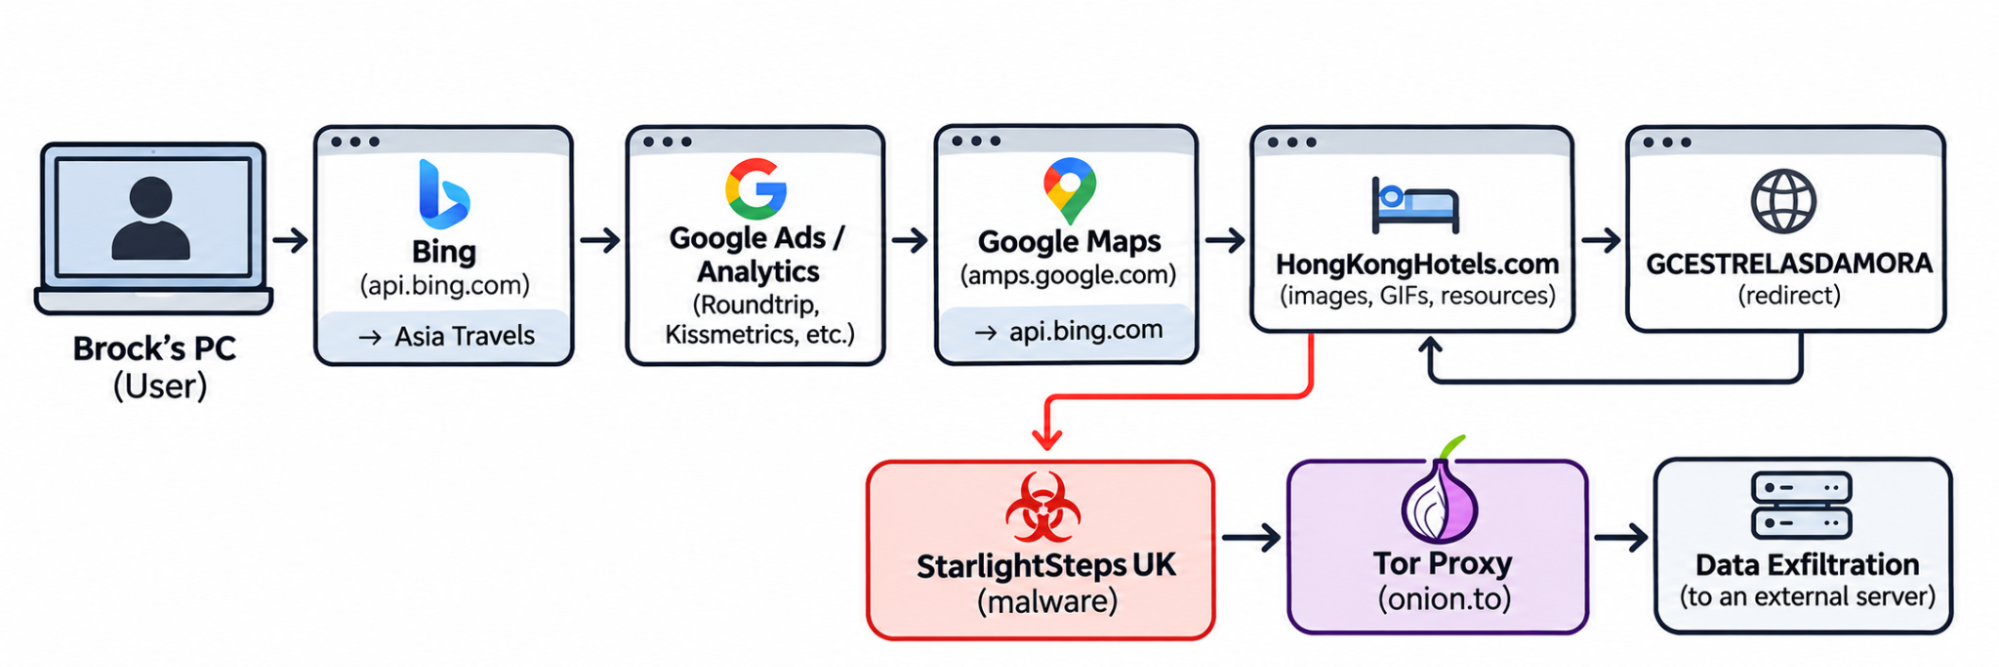 Brock's PC
(User)
Bing
(api.bing.com)
→ Asia Travels
Google Ads /
Analytics
(Roundtrip,
Kissmetrics, etc.)
Google Maps
(amps.google.com)
→ api.bing.com
HongKongHotels.com
(images, GIFs, resources)
GCESTRELASDAMORA
(redirect)
StarlightSteps UK
(malware)
Tor Proxy
(onion.to)
Data Exfiltration
(to an external server)